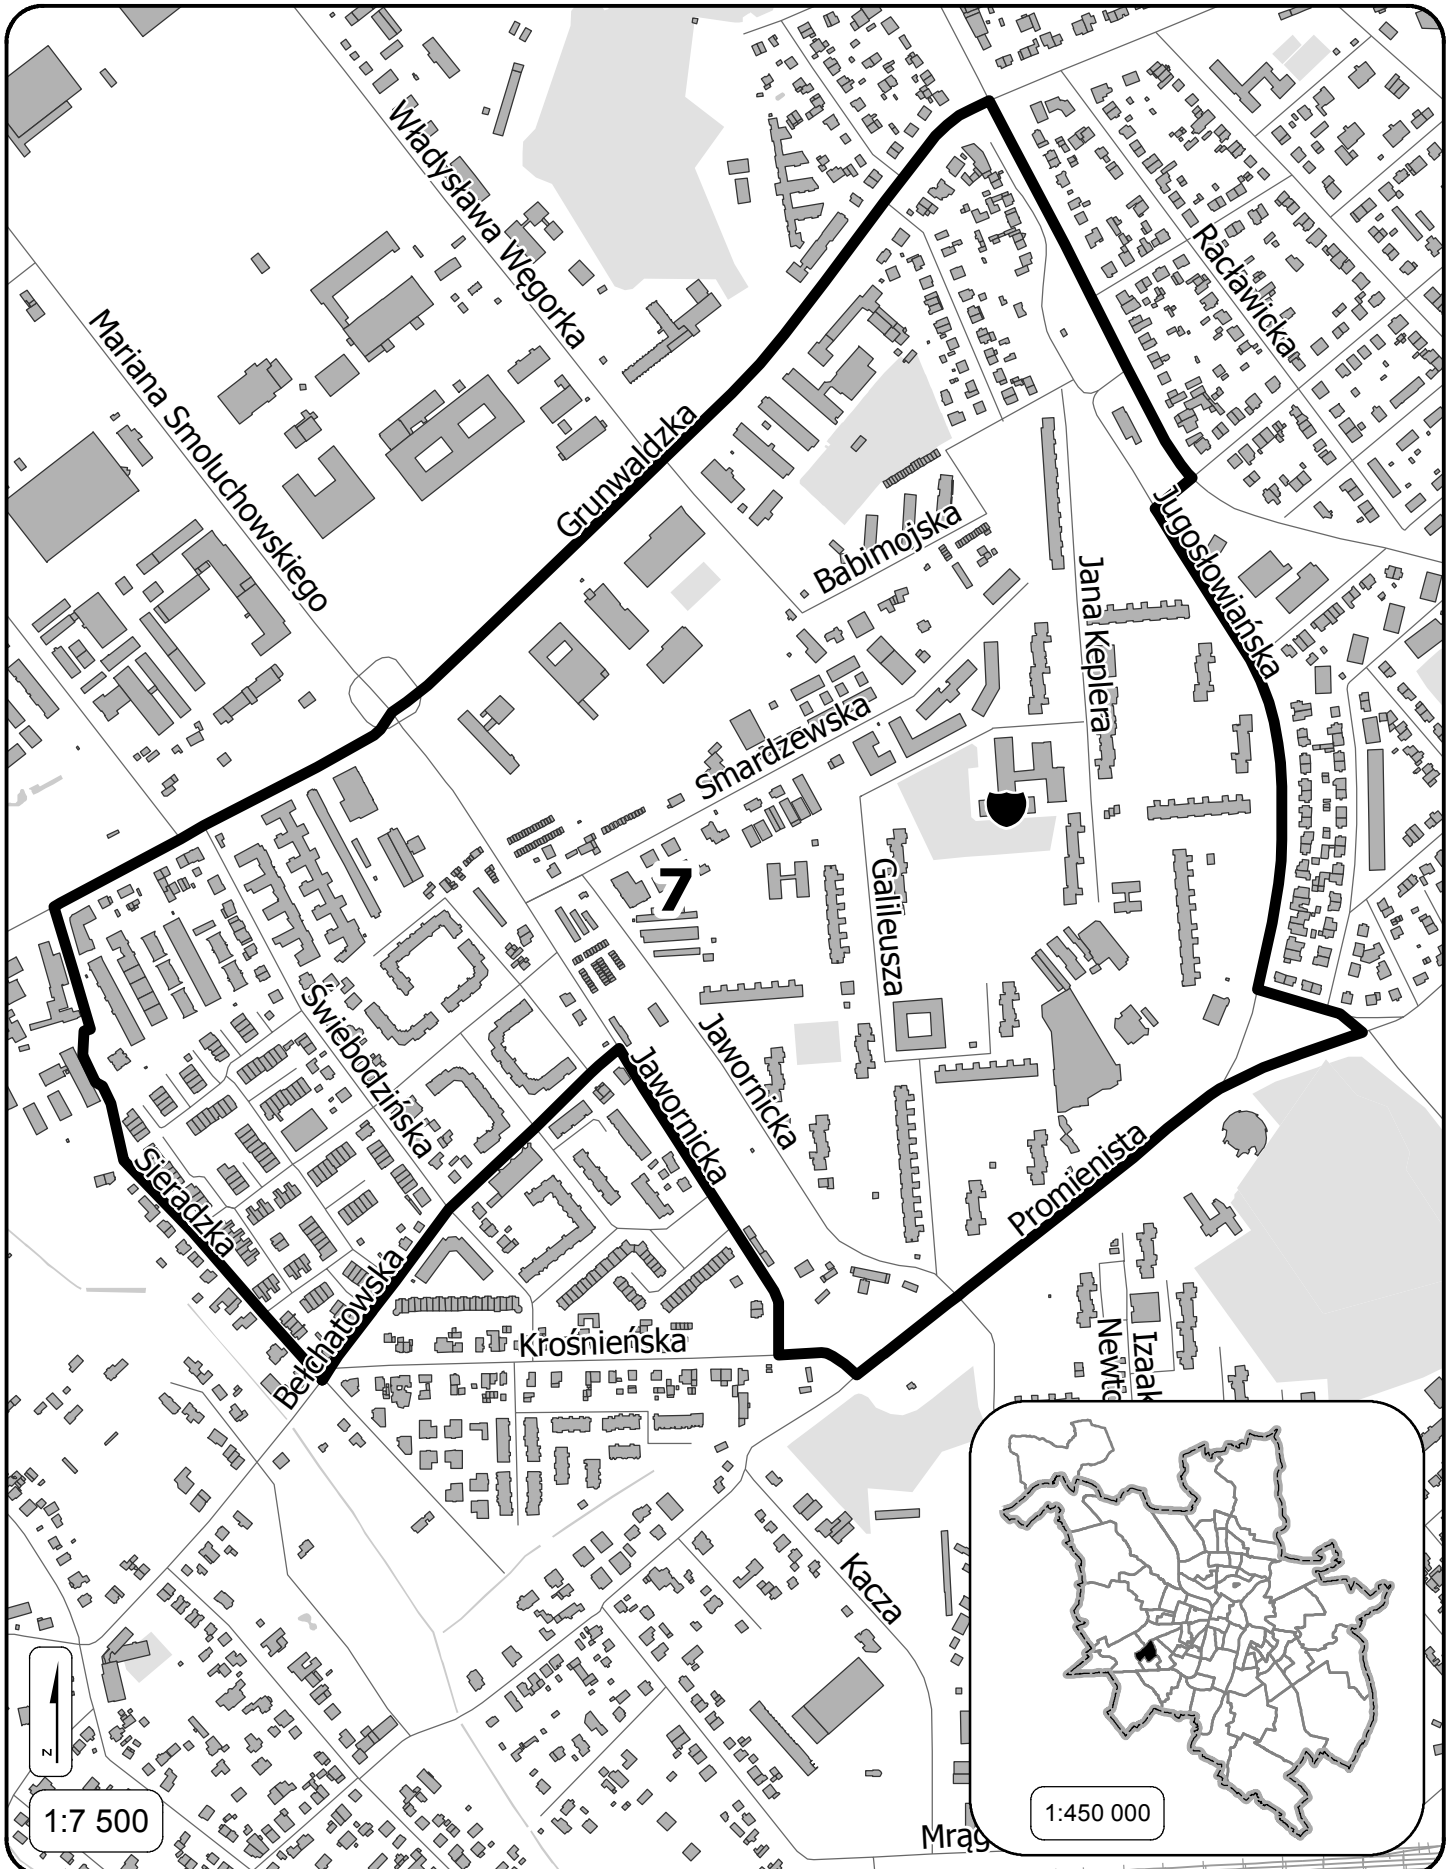 Władysława Węgorka
Racławicka
Mariana Smoluchowskiego
Grunwaldzka
Babimojska
Jugosłowiańska
Jana Keplera
Smardzewska
7
Galileusza
Świebodzińska
Jawornicka
Jawornicka
Sieradzka
Promienista
Bełchatowska
Krośnieńska
Izaak
Newto
Kacza
N
1:7 500
1:450 000
Mrąg